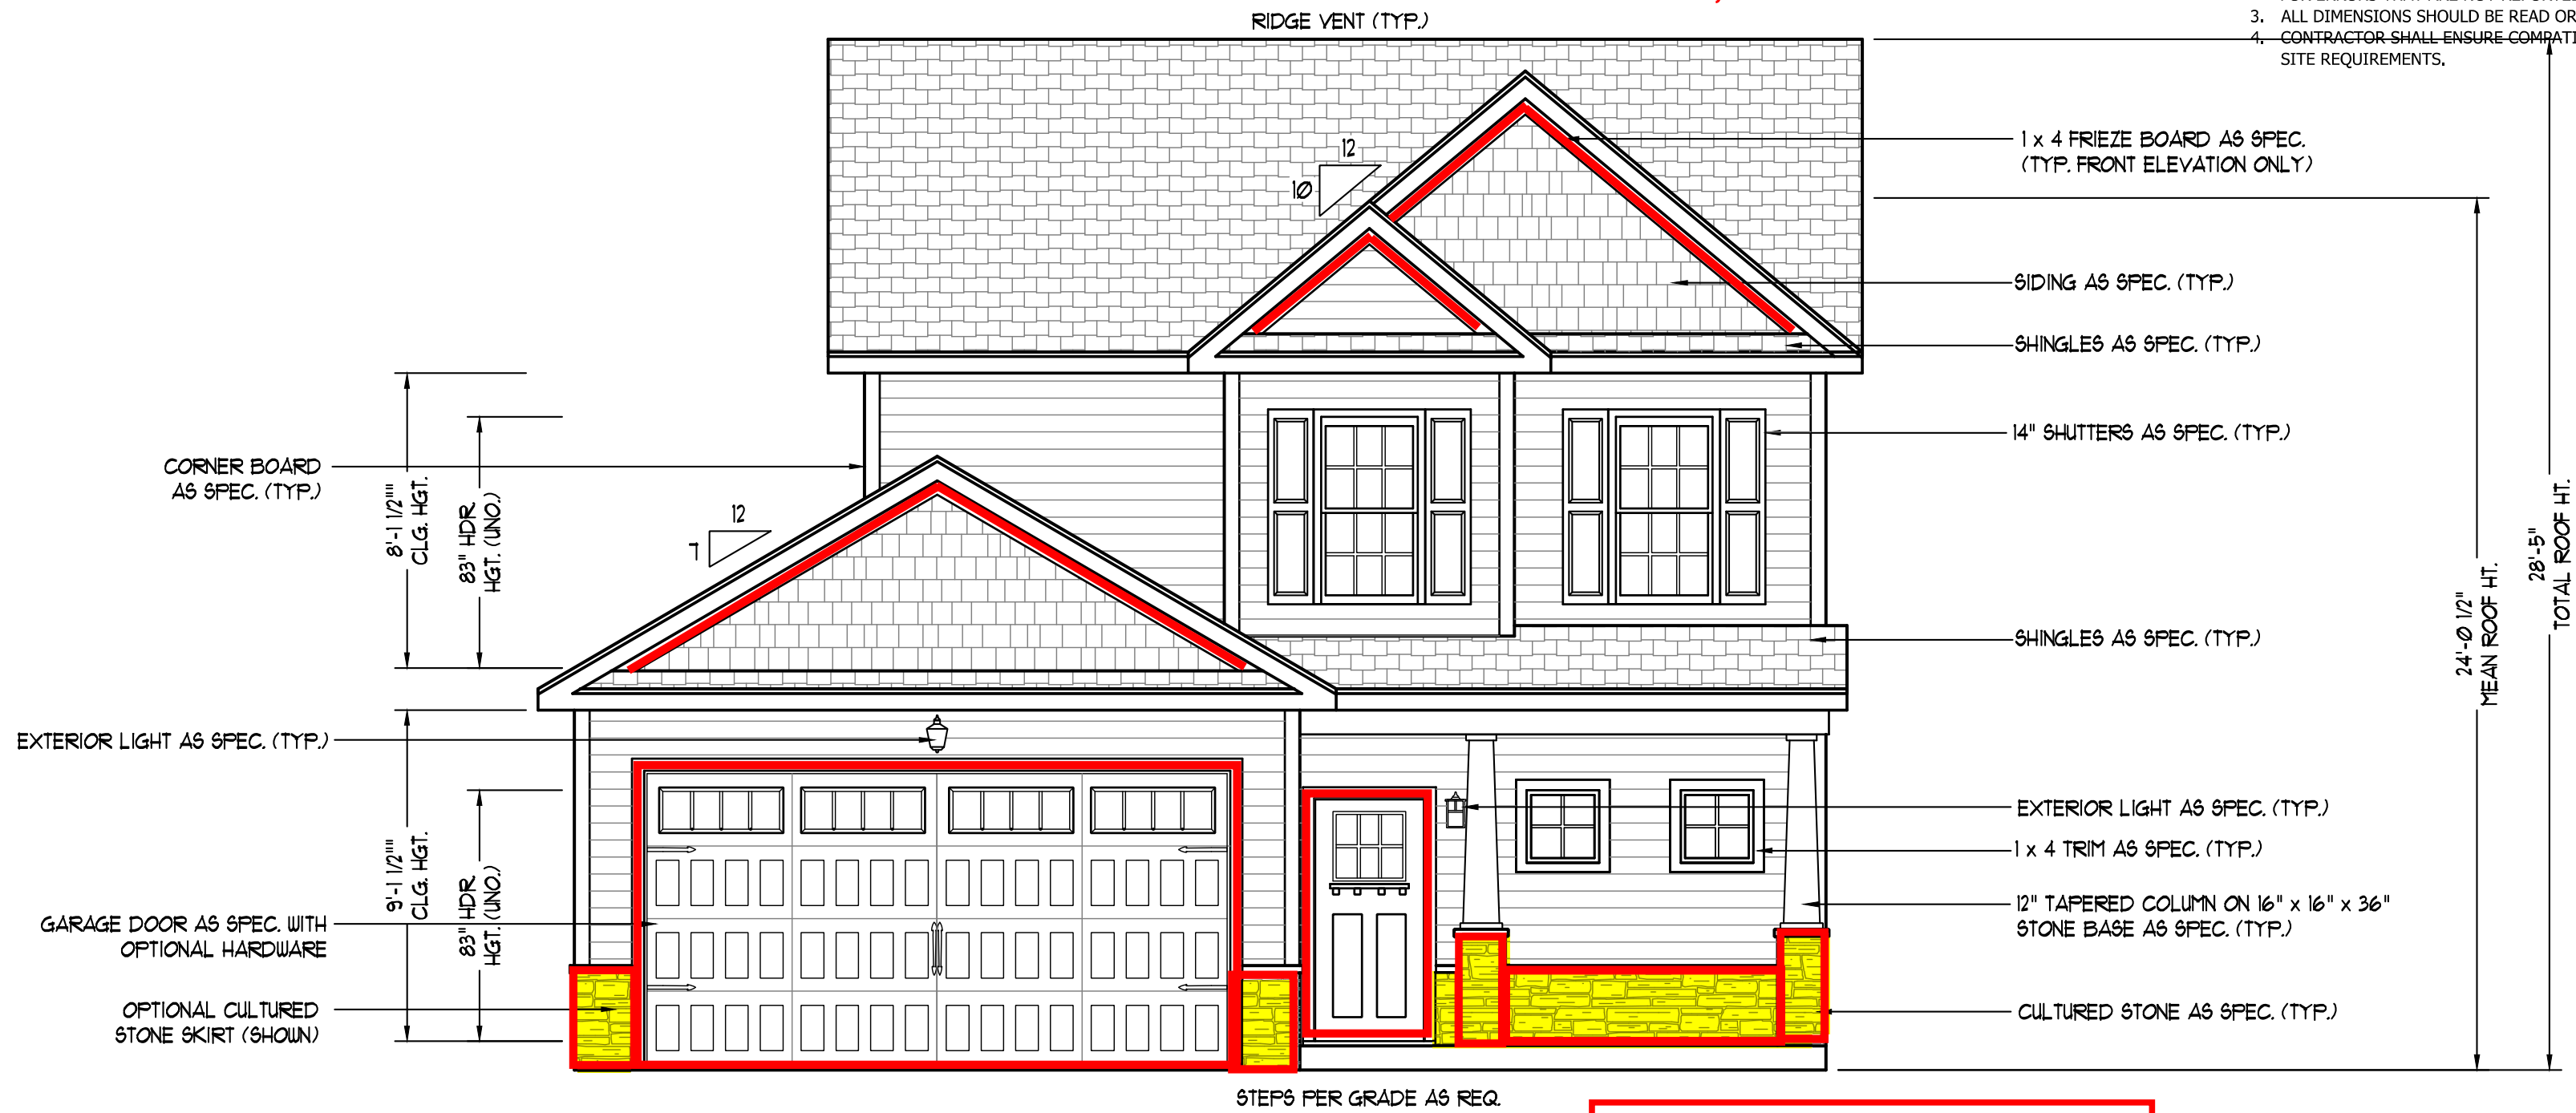 RIDGE VENT (TYP.)
3. ALL DIMENSIONS SHOULD BE READ OR
4. CONTRACTOR SHALL ENSURE COMPATI
SITE REQUIREMENTS.
1 x 4 FRIEZE BOARD AS SPEC.
(TYP. FRONT ELEVATION ONLY)
12
10
SIDING AS SPEC. (TYP.)
SHINGLES AS SPEC. (TYP.)
14" SHUTTERS AS SPEC. (TYP.)
CORNER BOARD
AS SPEC. (TYP.)
8'-1 1/2""
CLG. HGT.
83" HDR.
HGT. (UNO.)
12
7
28'-5"
TOTAL ROOF HT.
24'-0 1/2"
MEAN ROOF HT.
SHINGLES AS SPEC. (TYP.)
EXTERIOR LIGHT AS SPEC. (TYP.)
EXTERIOR LIGHT AS SPEC. (TYP.)
1 x 4 TRIM AS SPEC. (TYP.)
9'-1 1/2""
CLG. HGT.
83" HDR.
HGT. (UNO.)
12" TAPERED COLUMN ON 16" x 16" x 36"
STONE BASE AS SPEC. (TYP.)
GARAGE DOOR AS SPEC. WITH
OPTIONAL HARDWARE
OPTIONAL CULTURED
STONE SKIRT (SHOWN)
CULTURED STONE AS SPEC. (TYP.)
STEPS PER GRADE AS REQ.